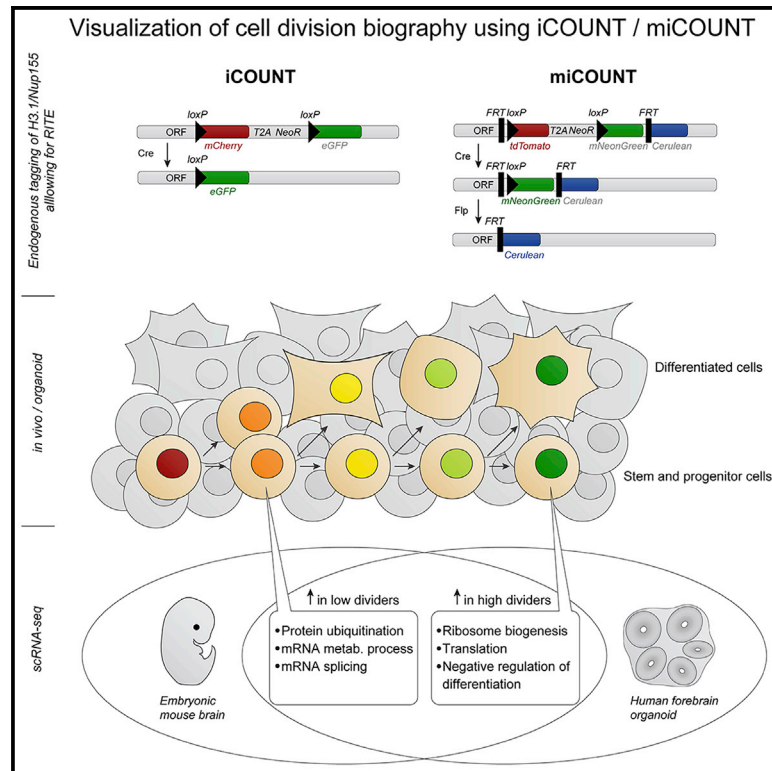 Visualization of cell division biography using iCOUNT / miCOUNT
iCOUNT
miCOUNT
Endogenous tagging of H3.1/Nup155
allowing for RITE
loxP
loxP
ORF
T2A NeoR
mCherry
eGFP
Cre
loxP
ORF
eGFP
FRT loxP
loxP
FRT
ORF
T2A NeoR
tdTomato
mNeonGreen Cerulean
Cre
FRT loxP
FRT
ORF
mNeonGreen
Cerulean
Flp
FRT
ORF
Cerulean
in vivo / organoid
Differentiated cells
Stem and progenitor cells
scRNA-seq
↑ in low dividers
•Protein ubiquitination
•mRNA metab. process
•mRNA splicing
↑ in high dividers
•Ribosome biogenesis
•Translation
•Negative regulation of
differentiation
Embryonic
mouse brain
Human forebrain
organoid